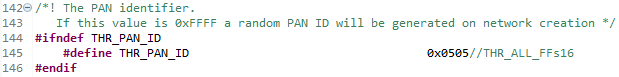 142 /*! The PAN identifier.
143 If this value is 0xFFFF a random PAN ID will be generated on network creation */
144 #ifndef THR_PAN_ID
145 #define THR_PAN_ID 0x0505//THR_ALL_FFs16
146 #endif